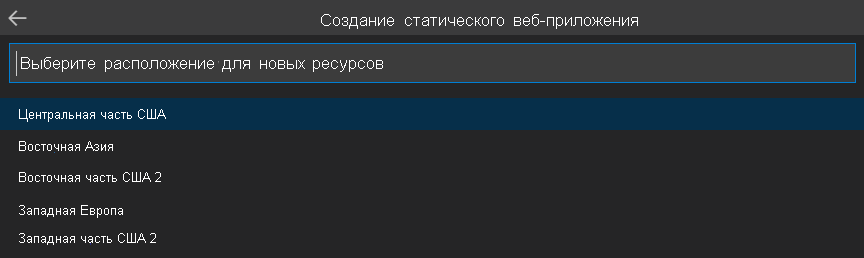 Создание статического веб-приложения
Выберите расположение для новых ресурсов
Центральная часть США
Восточная Азия
Восточная часть США 2
Западная Европа
Западная часть США 2